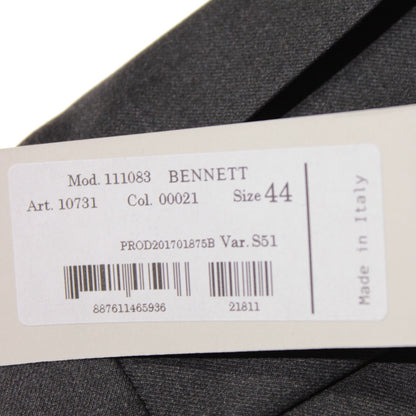 Mod. 111083 BENNETT
Art. 10731 Col. 00021 Size 44
PROD201701875B Var. S51
887611465936 21811
Made in Italy